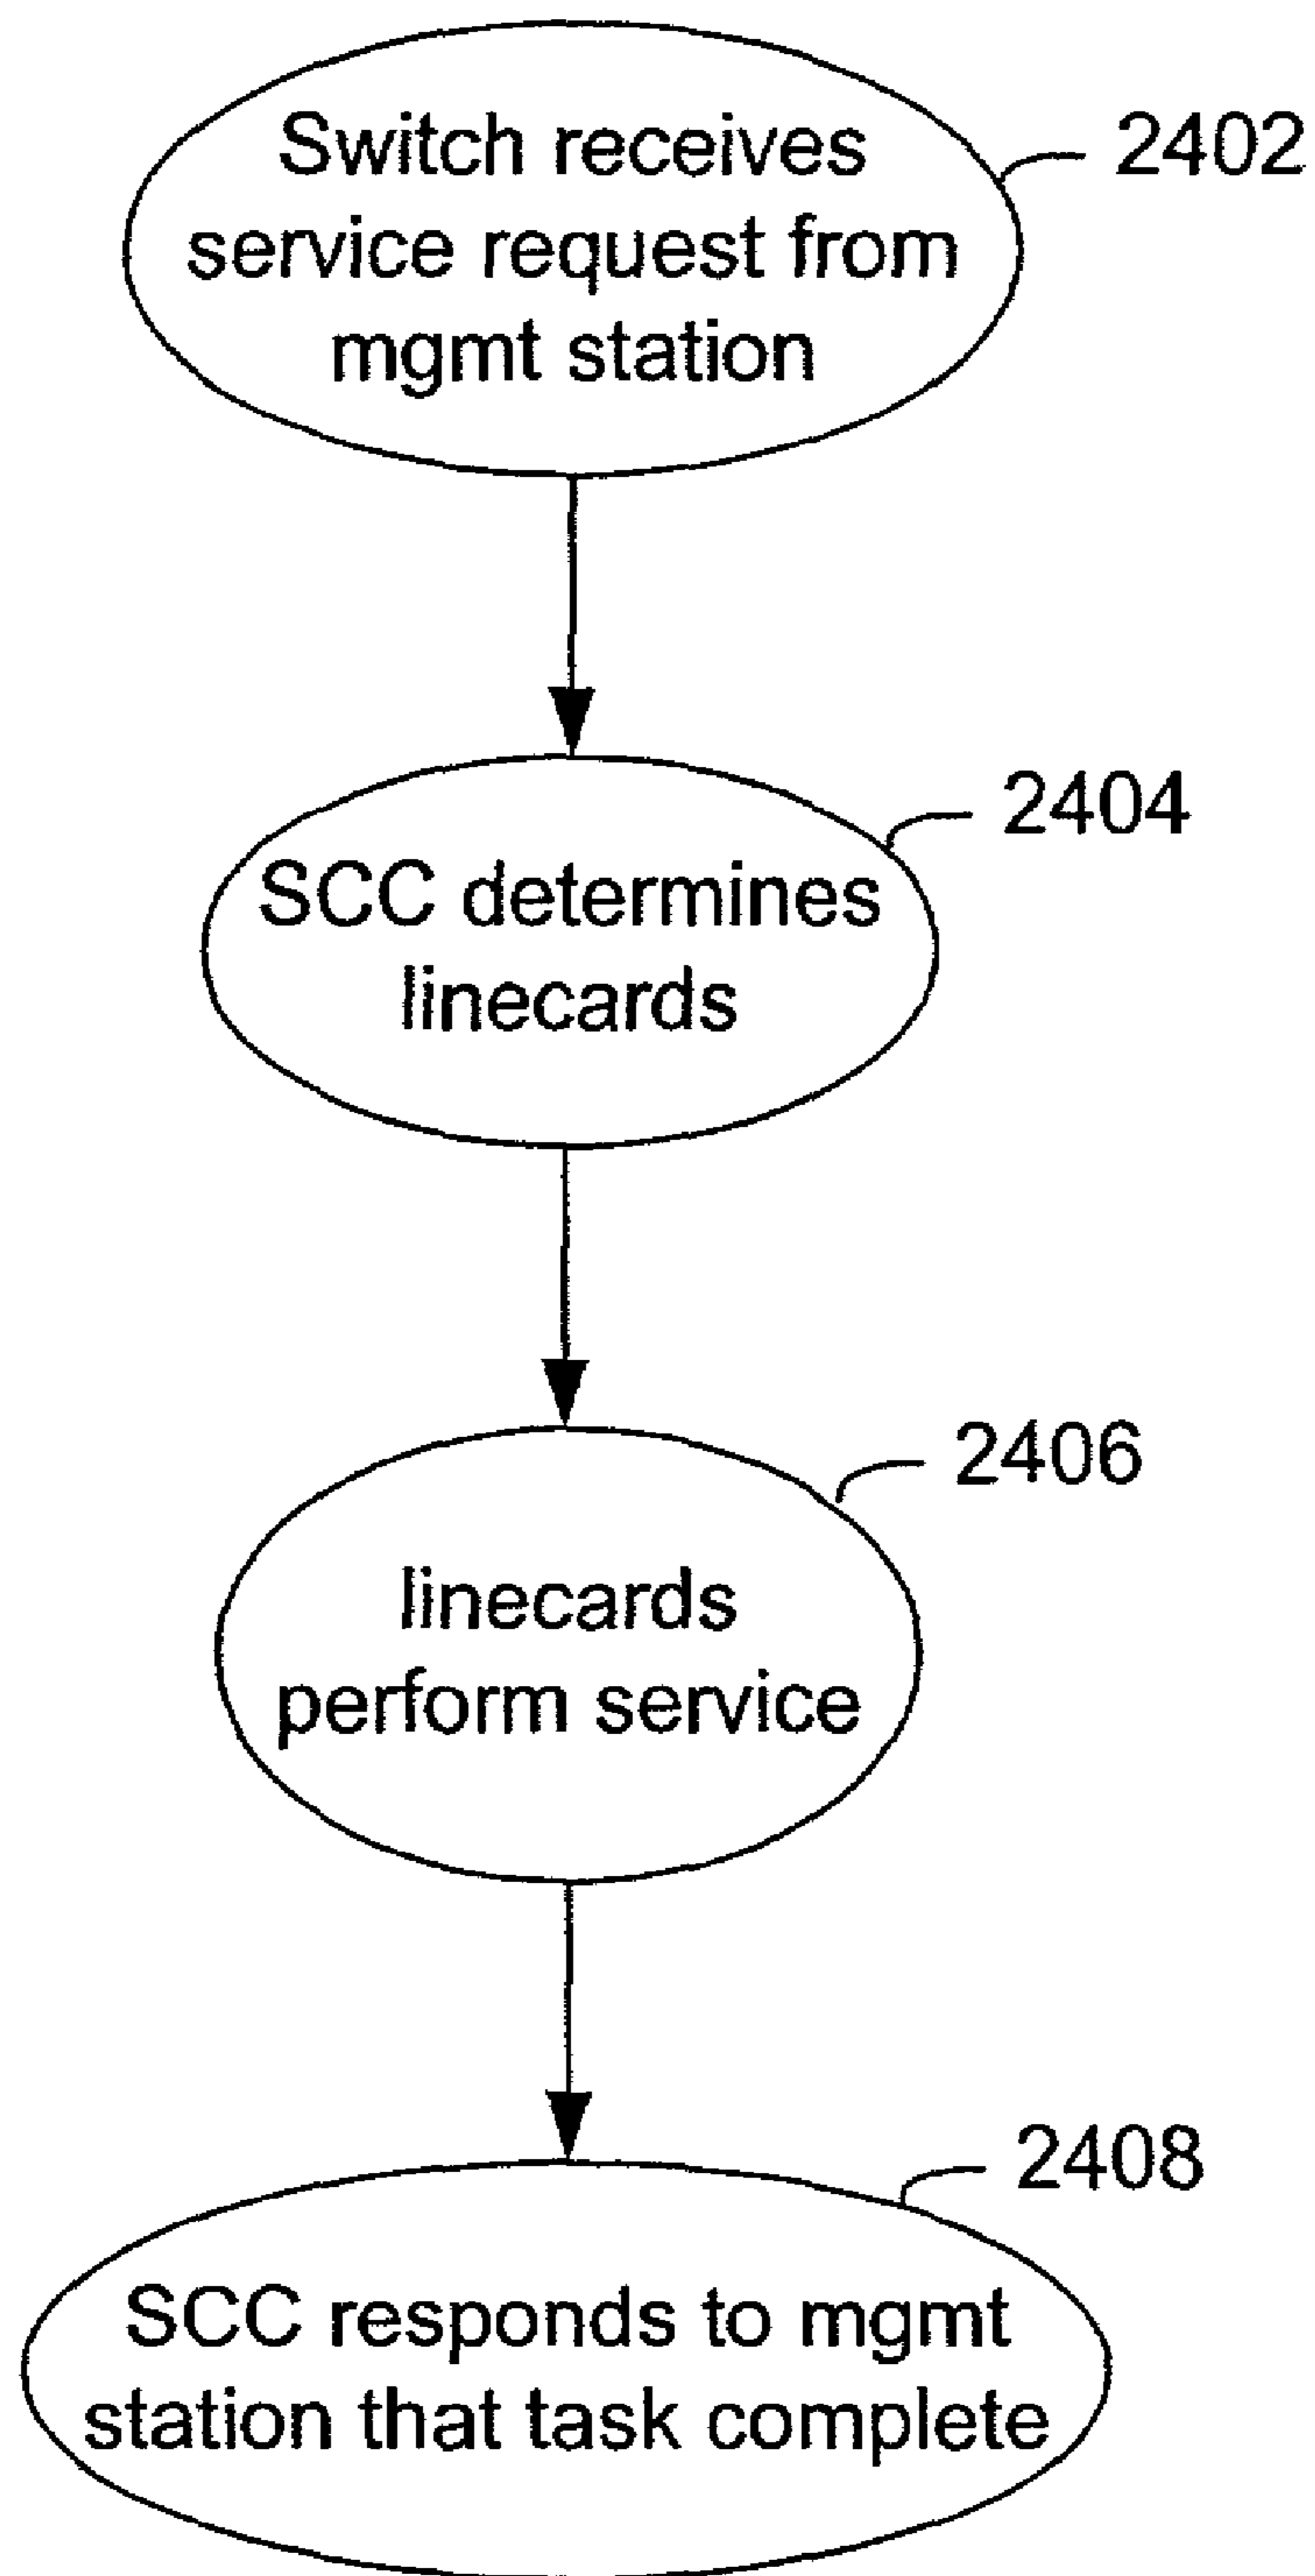 Switch receives
service request from
mgmt station
2402
SCC determines
linecards
2404
linecards
perform service
2406
SCC responds to mgmt
station that task complete
2408